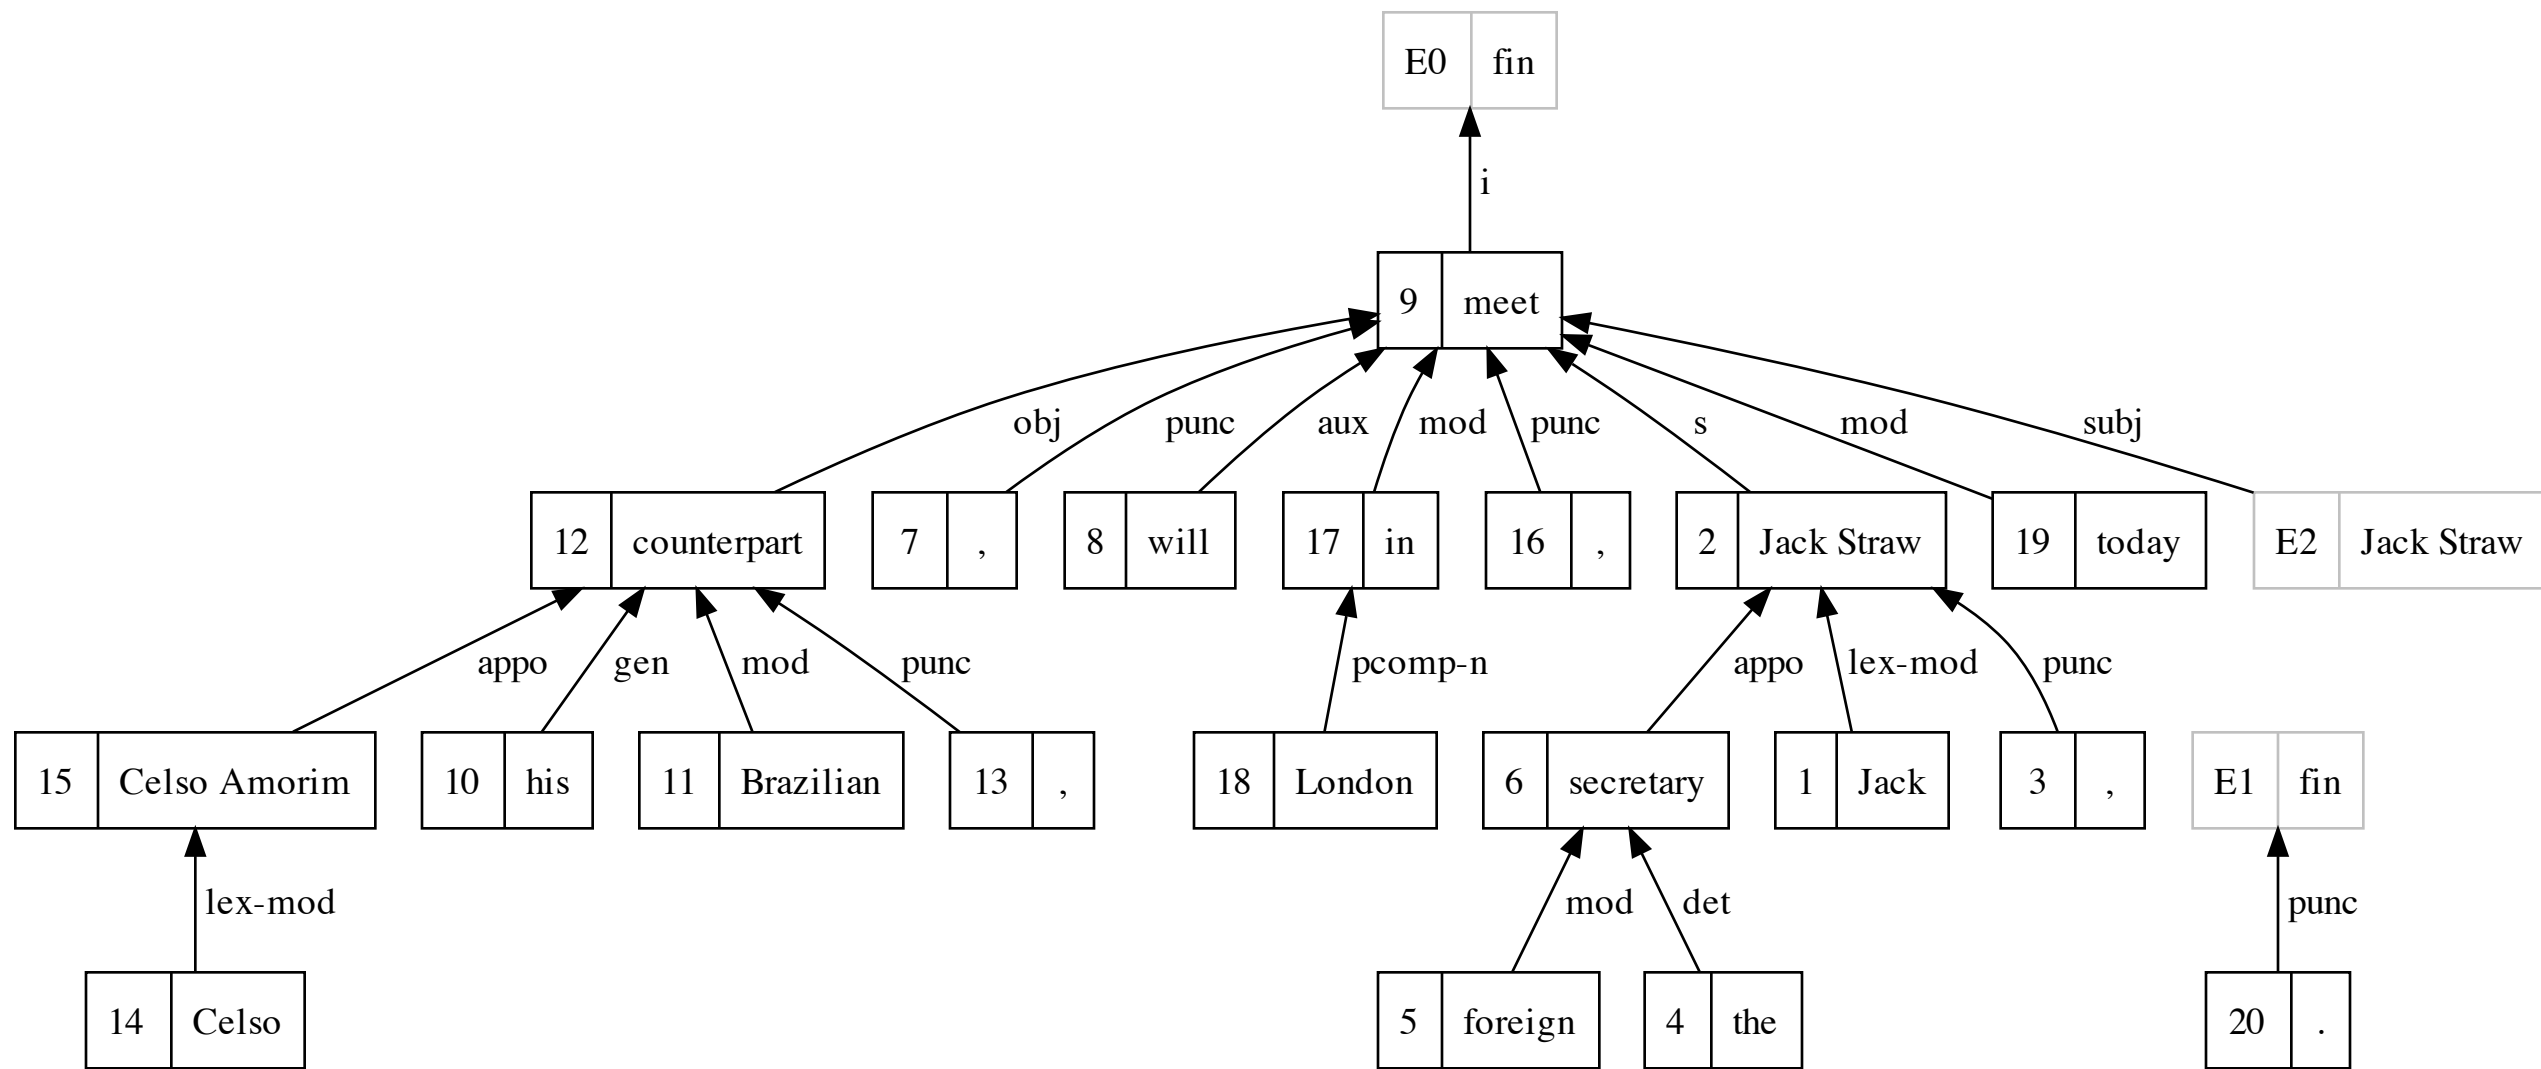 E0 fin
i
9 meet
obj punc aux mod punc s mod subj
12 counterpart 7 , 8 will 17 in 16 , 2 Jack Straw 19 today E2 Jack Straw
appo gen mod punc pcomp-n appo lex-mod punc
15 Celso Amorim 10 his 11 Brazilian 13 , 18 London 6 secretary 1 Jack 3 , E1 fin
lex-mod mod det punc
14 Celso 5 foreign 4 the 20 .